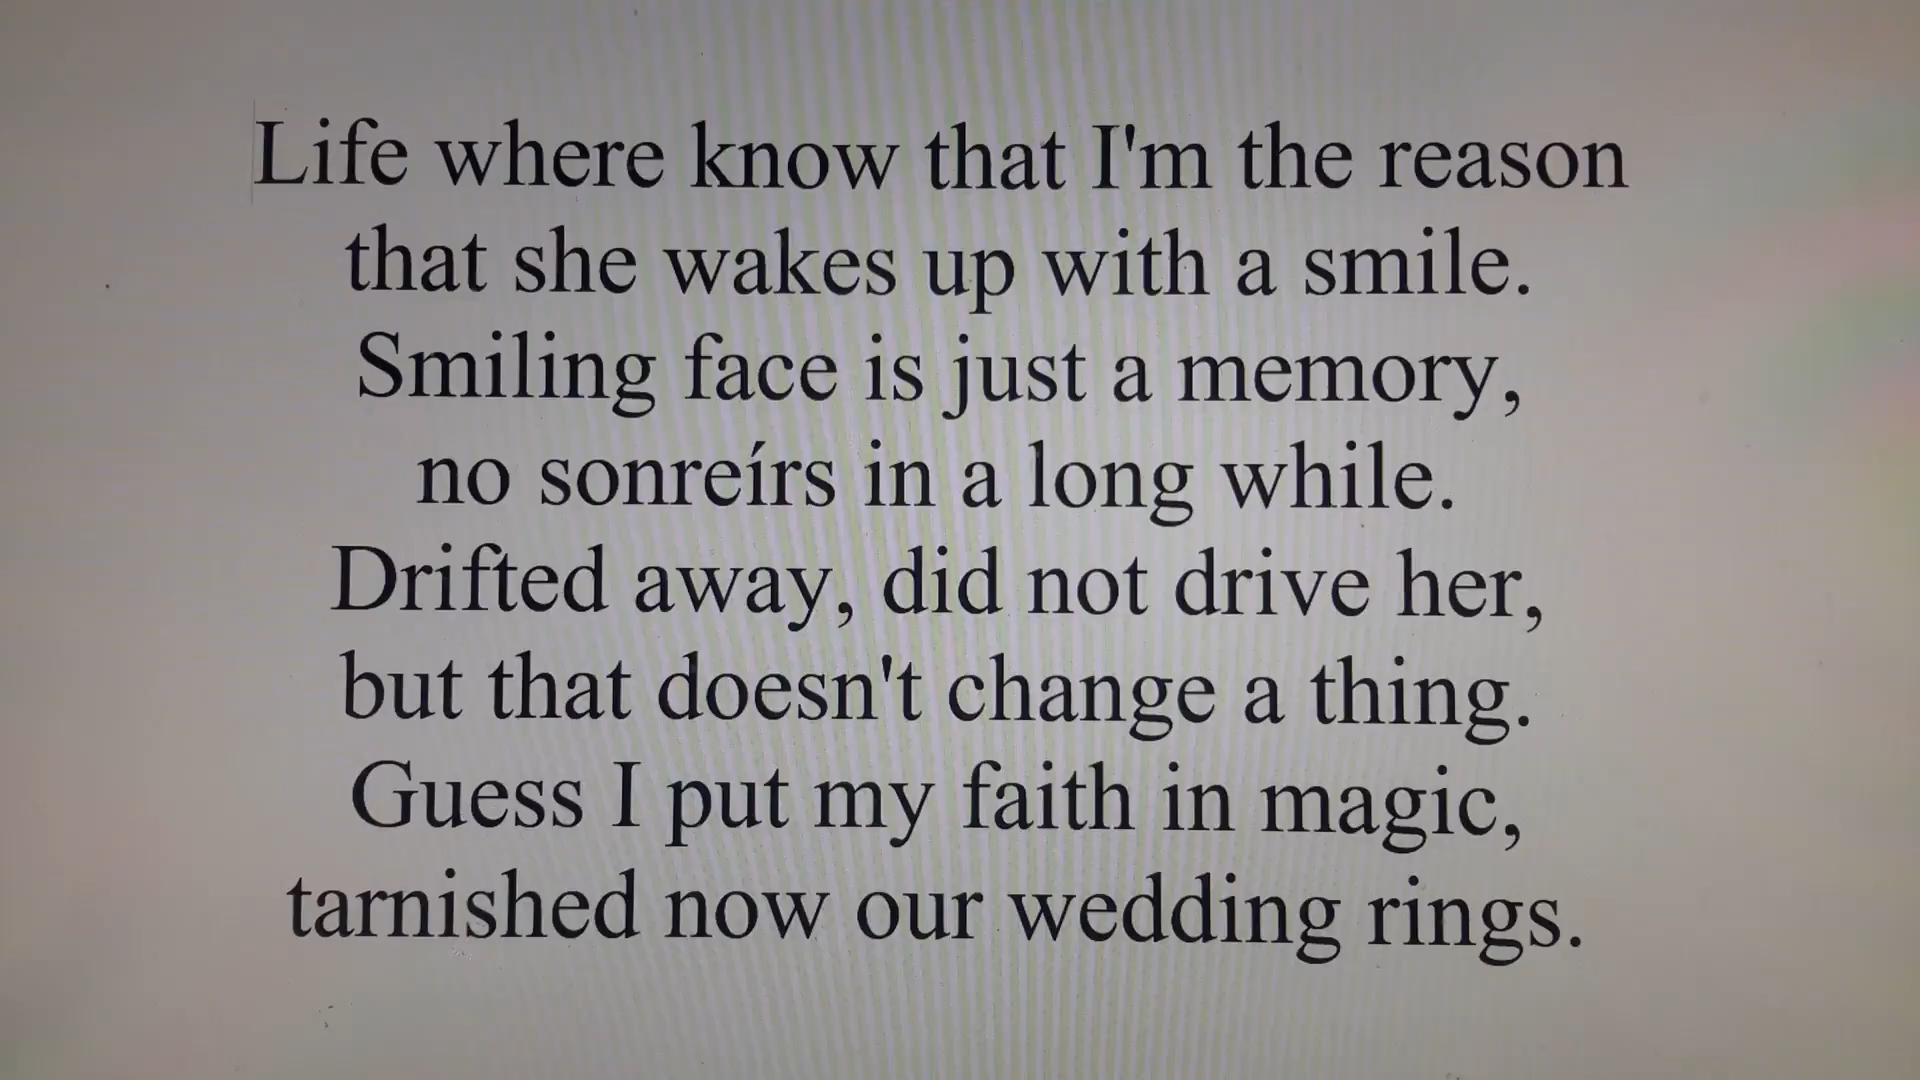 Life where know that I'm the reason
that she wakes up with a smile.
Smiling face is just a memory,
no sonreírs in a long while.
Drifted away, did not drive her,
but that doesn't change a thing.
Guess I put my faith in magic,
tarnished now our wedding rings.